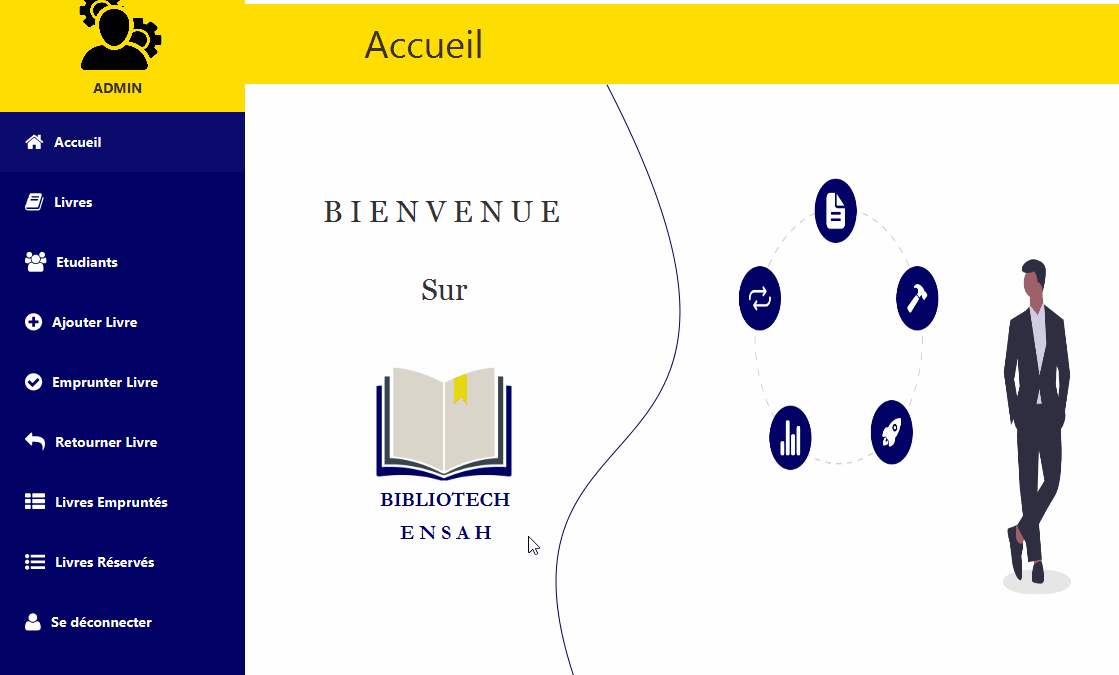 ADMIN
Accueil
Livres
Etudiants
Ajouter Livre
Emprunter Livre
Retourner Livre
Livres Empruntés
Livres Réservés
Se déconnecter
Accueil
BIENVENUE
Sur
BIBLIOTECH
ENSAH